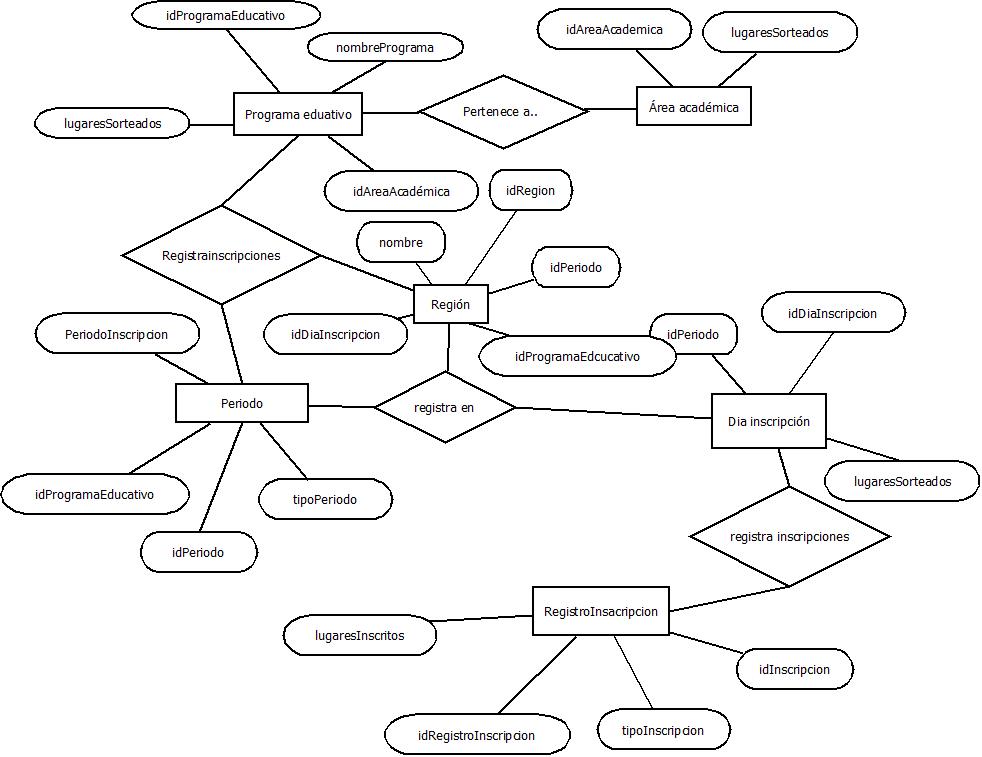 idProgramaEducativo
nombrePrograma
idAreaAcademica
lugaresSorteados
lugaresSorteados
Programa eduativo
Pertenece a..
Área académica
idAreaAcadémica
idRegion
nombre
Registrainscripciones
idPeriodo
Región
idDiaInscripcion
PeriodoInscripcion
idDiaInscripcion
idPeriodo
idProgramaEdcucativo
Periodo
registra en
Dia inscripción
idProgramaEducativo
tipoPeriodo
lugaresSorteados
idPeriodo
registra inscripciones
RegistroInsacripcion
lugaresInscritos
idInscripcion
idRegistroInscripcion
tipoInscripcion